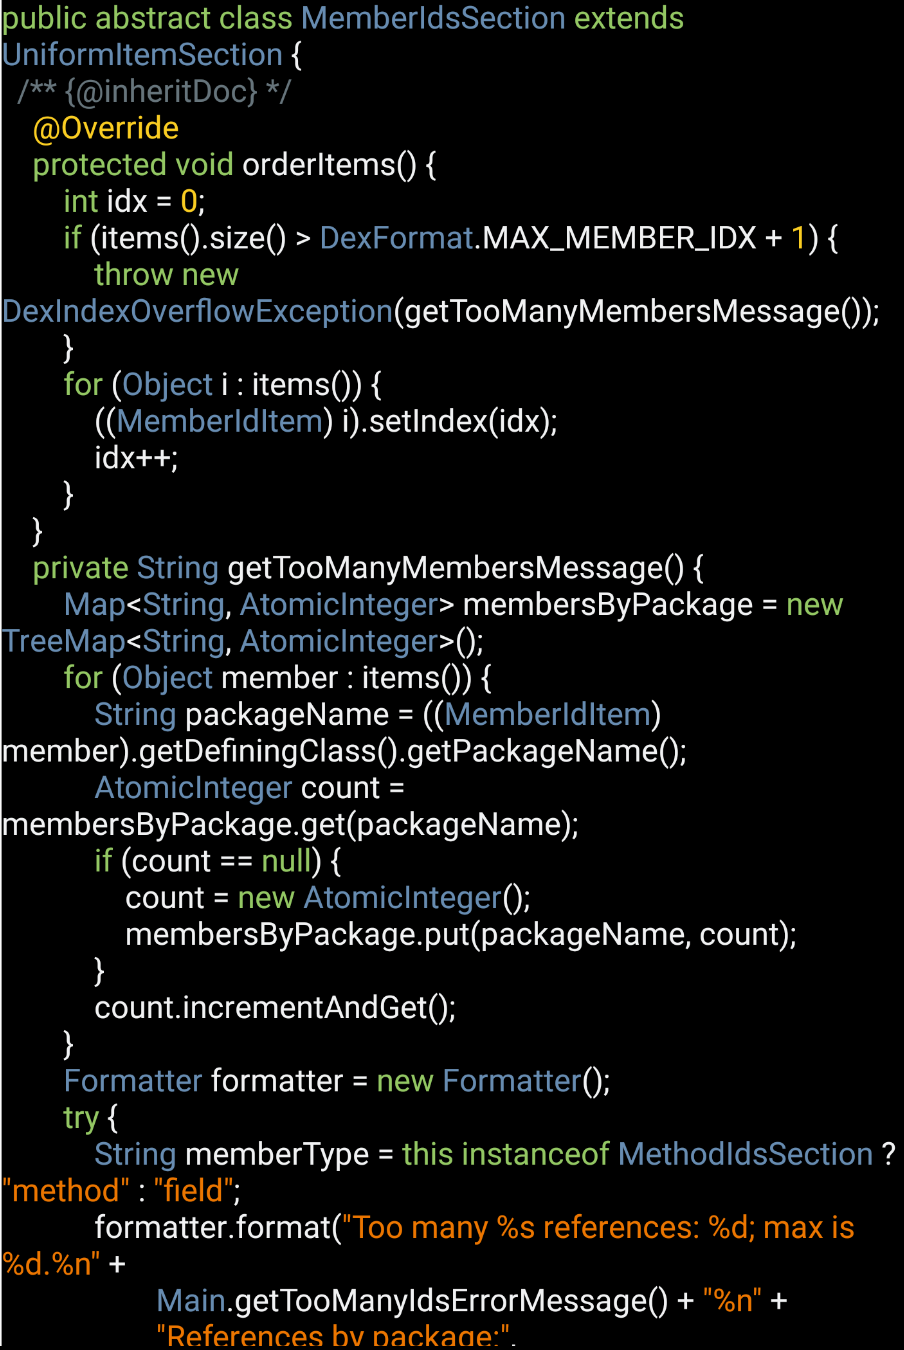 public abstract class MemberIdsSection extends
UniformItemSection {
/** {@inheritDoc} */
@Override
protected void orderItems() {
int idx = 0;
if (items().size() > DexFormat.MAX_MEMBER_IDX + 1) {
throw new
DexIndexOverflowException(getTooManyMembersMessage());
}
for (Object i : items()) {
((MemberIdItem) i).setIndex(idx);
idx++;
}
}
private String getTooManyMembersMessage() {
Map<String, AtomicInteger> membersByPackage = new
TreeMap<String, AtomicInteger>();
for (Object member : items()) {
String packageName = ((MemberIdItem)
member).getDefiningClass().getPackageName();
AtomicInteger count =
membersByPackage.get(packageName);
if (count == null) {
count = new AtomicInteger();
membersByPackage.put(packageName, count);
}
count.incrementAndGet();
}
Formatter formatter = new Formatter();
try {
String memberType = this instanceof MethodIdsSection ?
"method" : "field";
formatter.format("Too many %s references: %d; max is
%d.%n" +
Main.getTooManyIdsErrorMessage() + "%n" +
"References by package:",